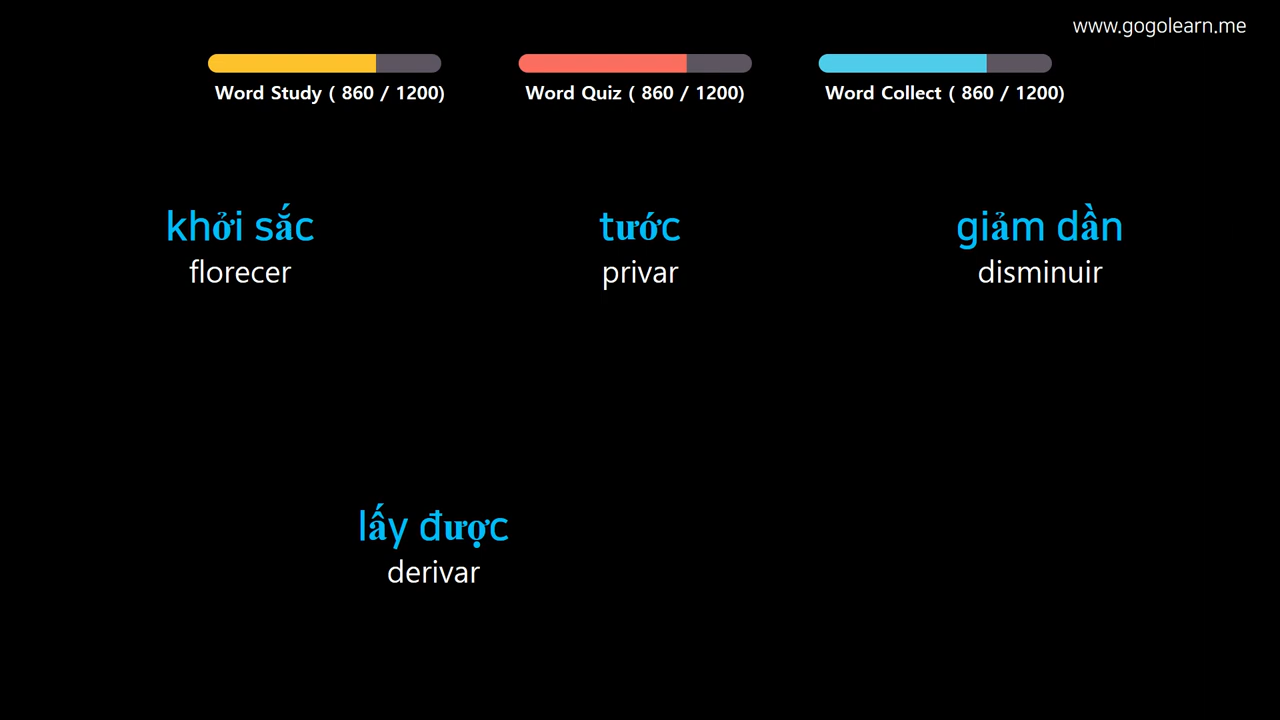 www.gogolearn.me
Word Study ( 860 / 1200)
Word Quiz ( 860 / 1200)
Word Collect ( 860 / 1200)
khởi sắc
florecer
tước
privar
giảm dần
disminuir
lấy được
derivar